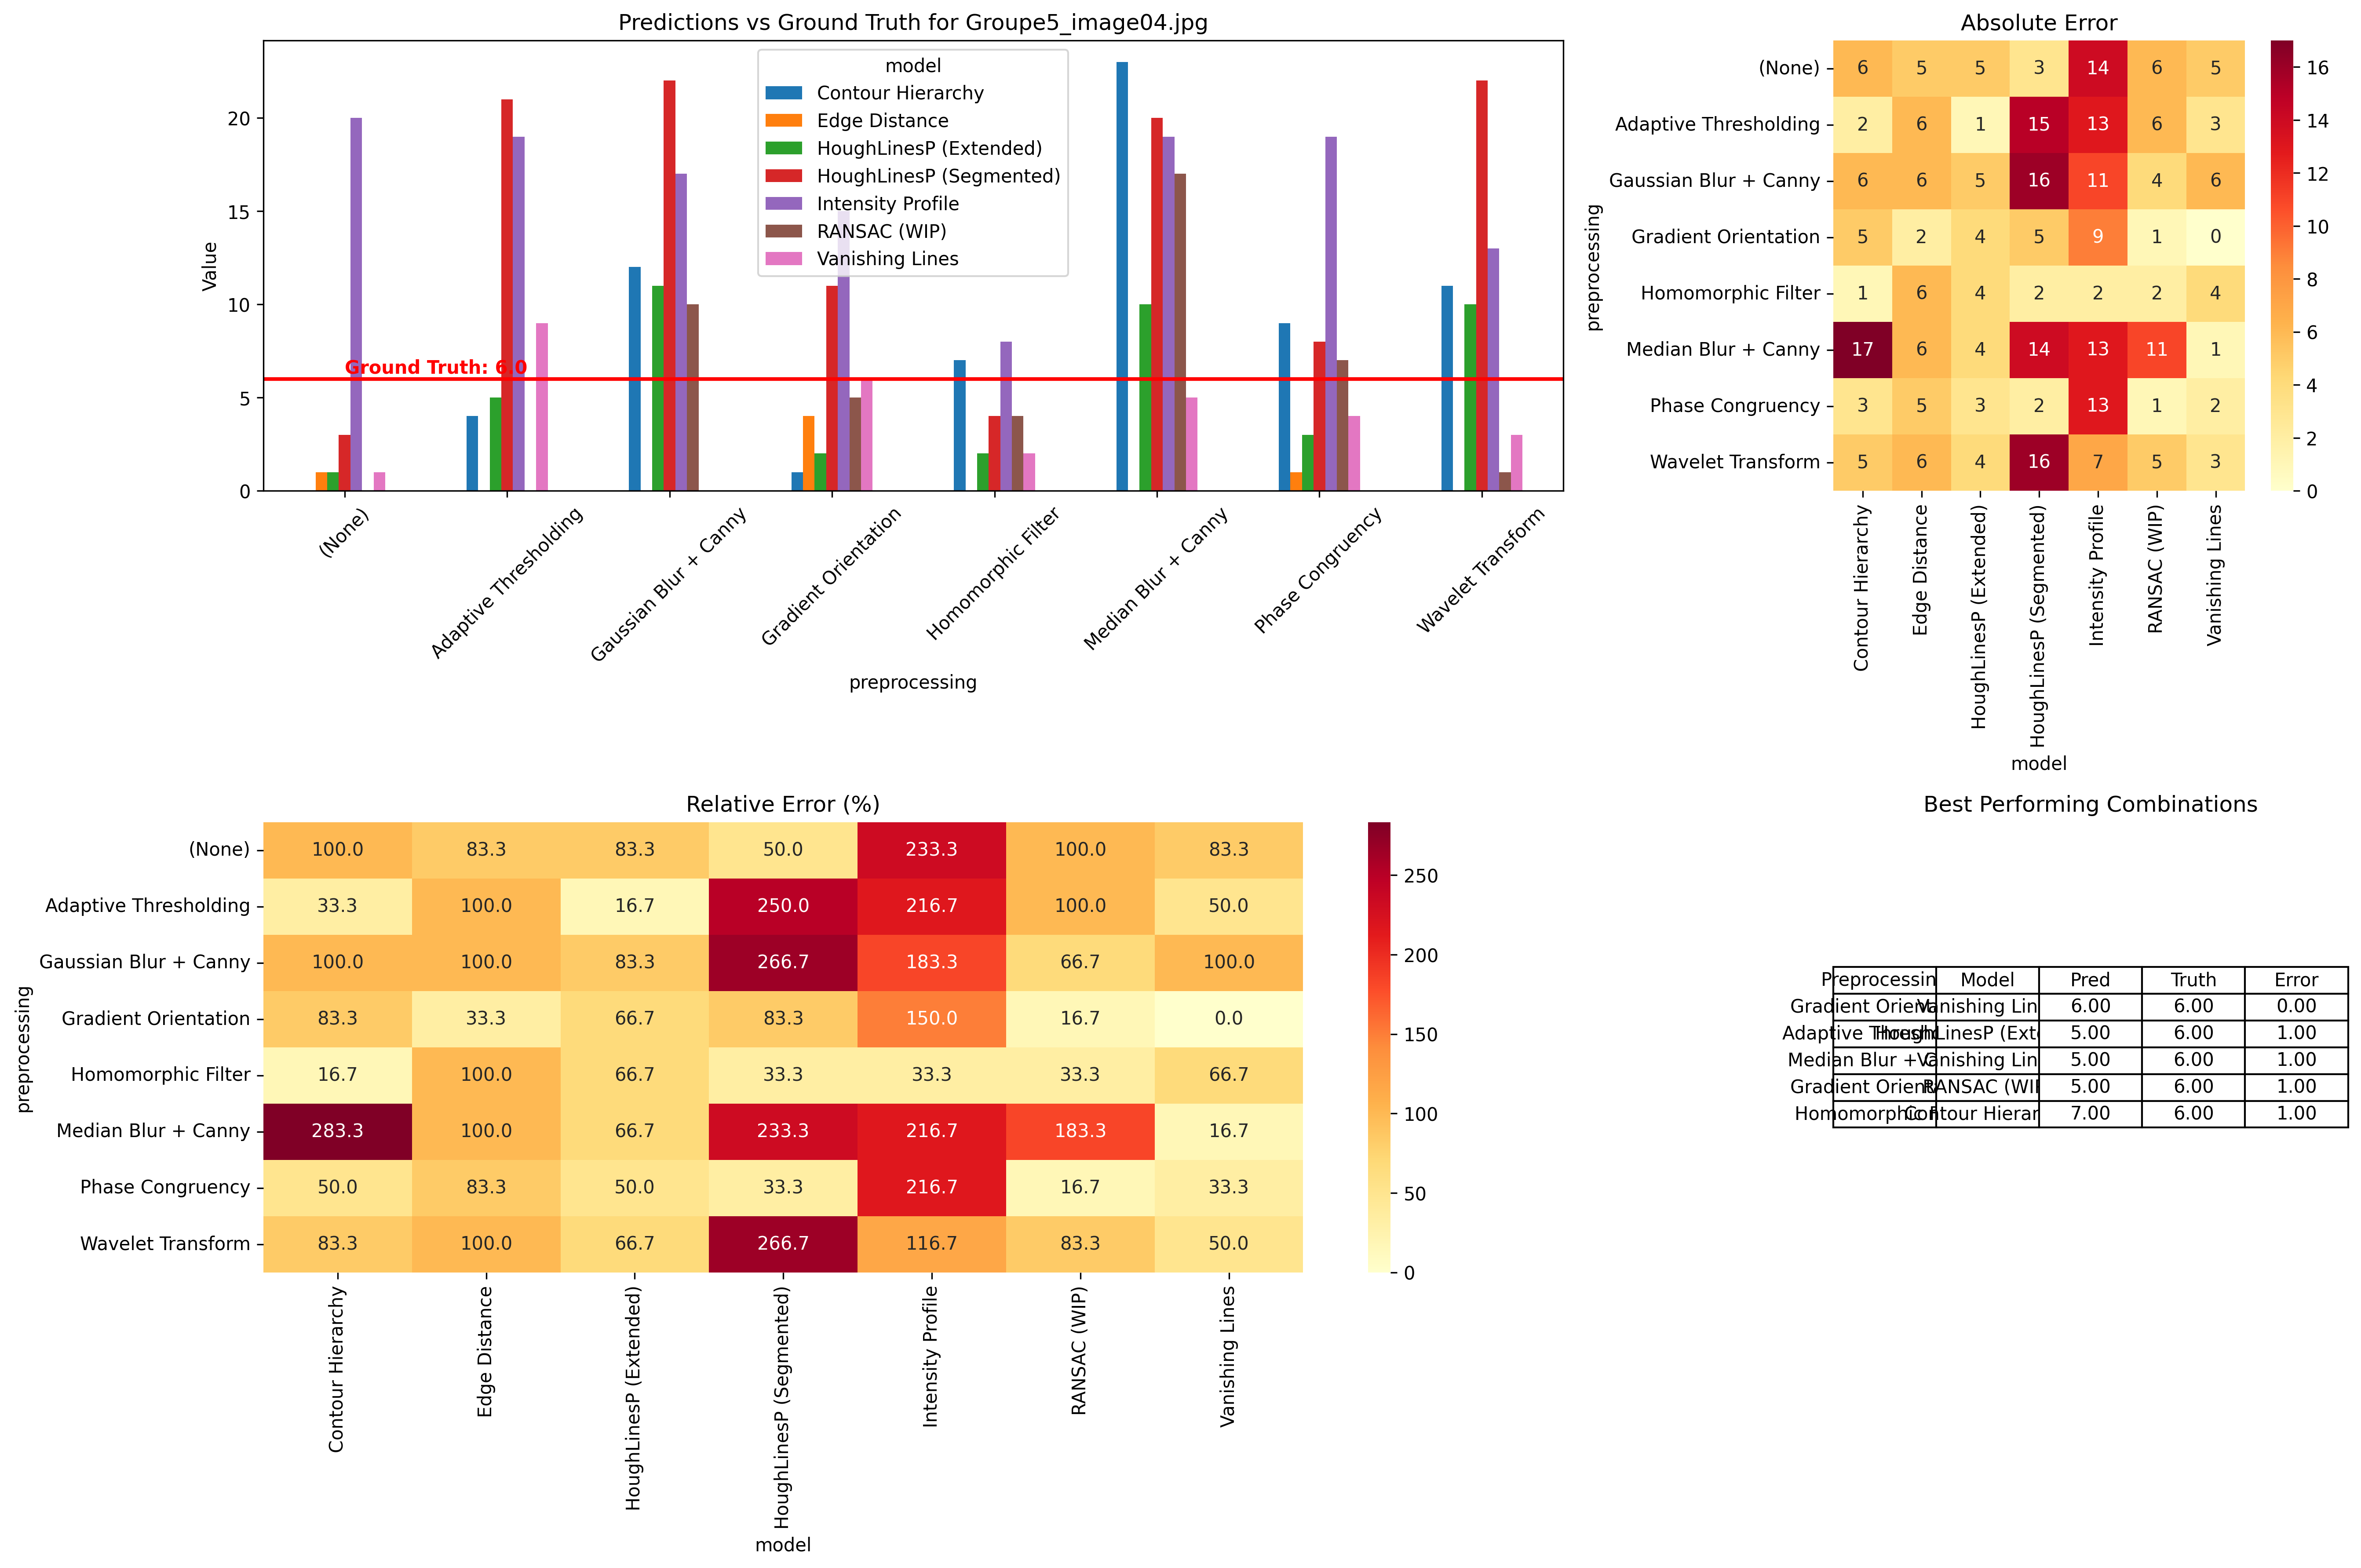 Predictions vs Ground Truth for Groupe5_image04.jpg
model
Contour Hierarchy
Edge Distance
HoughLinesP (Extended)
HoughLinesP (Segmented)
Intensity Profile
RANSAC (WIP)
Vanishing Lines
Value
20
15
10
5
0
Ground Truth: 6.0
(None)
Adaptive Thresholding
Gaussian Blur + Canny
Gradient Orientation
Homomorphic Filter
Median Blur + Canny
Phase Congruency
Wavelet Transform
preprocessing
Absolute Error
preprocessing
(None) 6 5 5 3 14 6 5
Adaptive Thresholding 2 6 1 15 13 6 3
Gaussian Blur + Canny 6 6 5 16 11 4 6
Gradient Orientation 5 2 4 5 9 1 0
Homomorphic Filter 1 6 4 2 2 2 4
Median Blur + Canny 17 6 4 14 13 11 1
Phase Congruency 3 5 3 2 13 1 2
Wavelet Transform 5 6 4 16 7 5 3
16
14
12
10
8
6
4
2
0
Contour Hierarchy
Edge Distance
HoughLinesP (Extended)
HoughLinesP (Segmented)
Intensity Profile
RANSAC (WIP)
Vanishing Lines
model
Relative Error (%)
preprocessing
(None) 100.0 83.3 83.3 50.0 233.3 100.0 83.3
Adaptive Thresholding 33.3 100.0 16.7 250.0 216.7 100.0 50.0
Gaussian Blur + Canny 100.0 100.0 83.3 266.7 183.3 66.7 100.0
Gradient Orientation 83.3 33.3 66.7 83.3 150.0 16.7 0.0
Homomorphic Filter 16.7 100.0 66.7 33.3 33.3 33.3 66.7
Median Blur + Canny 283.3 100.0 66.7 233.3 216.7 183.3 16.7
Phase Congruency 50.0 83.3 50.0 33.3 216.7 16.7 33.3
Wavelet Transform 83.3 100.0 66.7 266.7 116.7 83.3 50.0
250
200
150
100
50
0
Contour Hierarchy
Edge Distance
HoughLinesP (Extended)
HoughLinesP (Segmented)
Intensity Profile
RANSAC (WIP)
Vanishing Lines
model
Best Performing Combinations
Preprocessin Model Pred Truth Error
Gradient Vanishing Lin 6.00 6.00 0.00
Adaptive 5.00 6.00 1.00
Median Blur + Vanishing Lin 5.00 6.00 1.00
Gradient RANSAC 5.00 6.00 1.00
Homomorphic 7.00 6.00 1.00